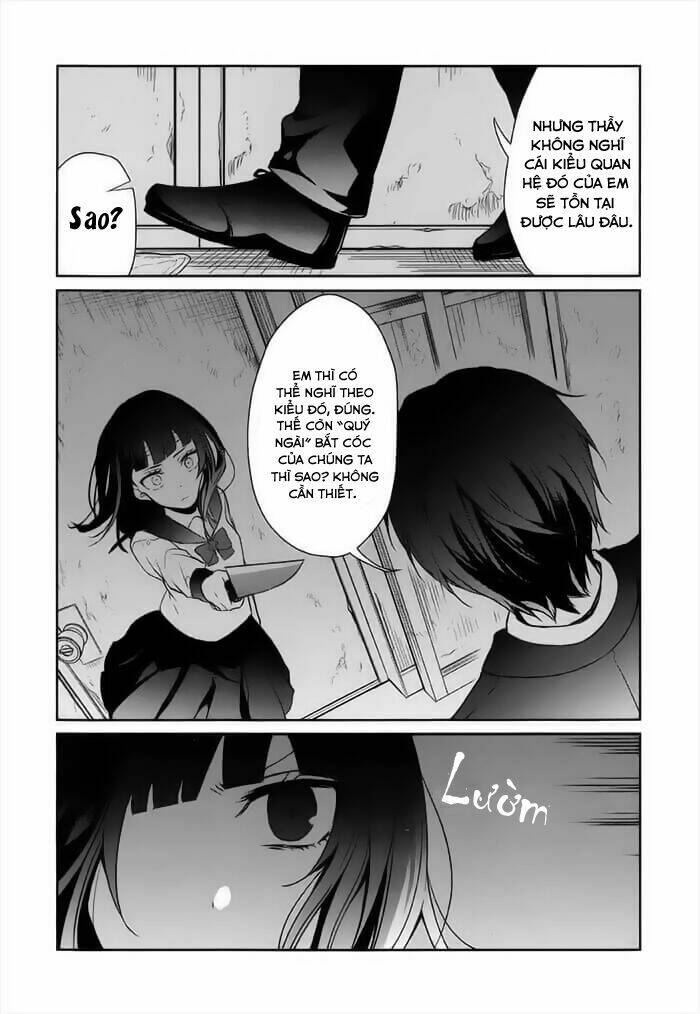 NHƯNG THẦY
KHÔNG NGHĨ
CÁI KIỂU QUAN
HỆ ĐÓ CỦA EM
SẼ TỒN TẠI
ĐƯỢC LÂU ĐÂU.
Sao?
EM THÌ CÓ
THỂ NGHĨ THEO
KIỂU ĐÓ, ĐÚNG.
THẾ CÒN "QUÝ
NGÀI" BẮT CÓC
CỦA CHÚNG TA
THÌ SAO? KHÔNG
CẦN THIẾT.
Lườm